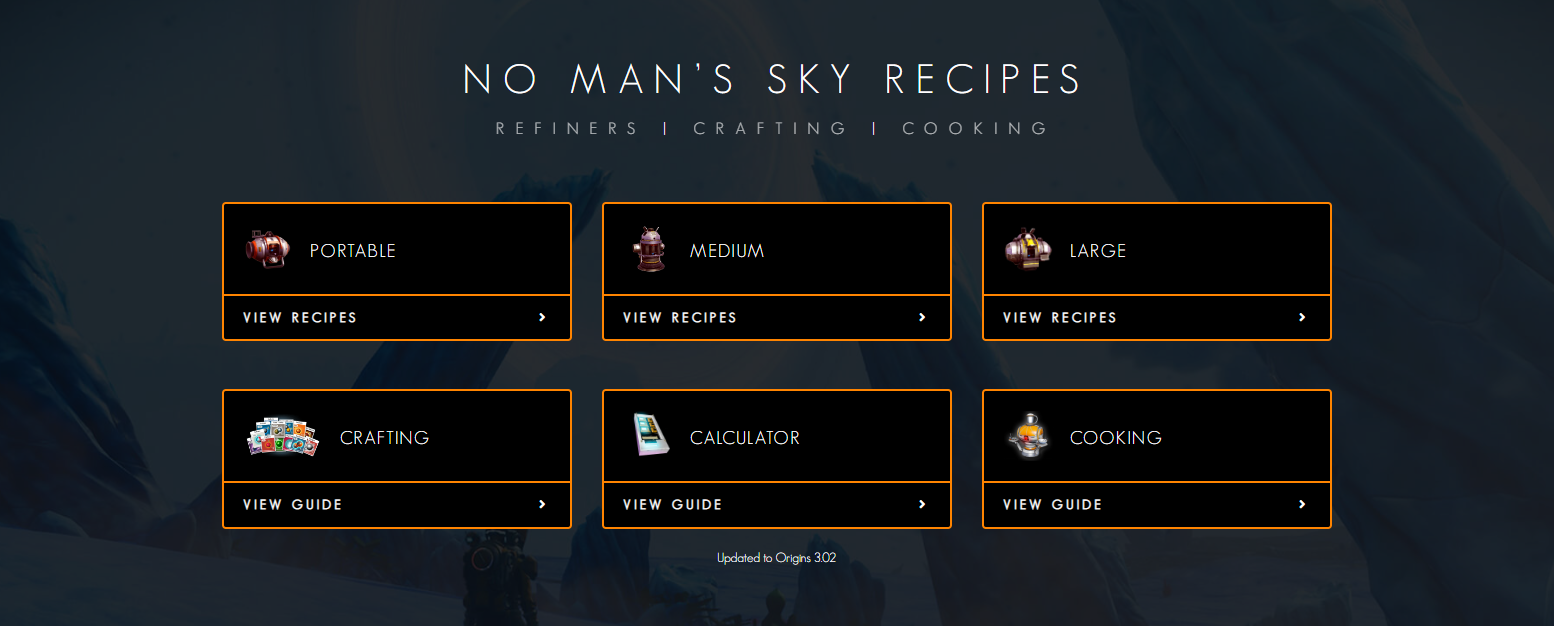 NO MAN'S SKY RECIPES
REFINERS | CRAFTING | COOKING
PORTABLE
MEDIUM
LARGE
VIEW RECIPES
VIEW RECIPES
VIEW RECIPES
CRAFTING
CALCULATOR
COOKING
VIEW GUIDE
VIEW GUIDE
VIEW GUIDE
Updated to Origins 3.02